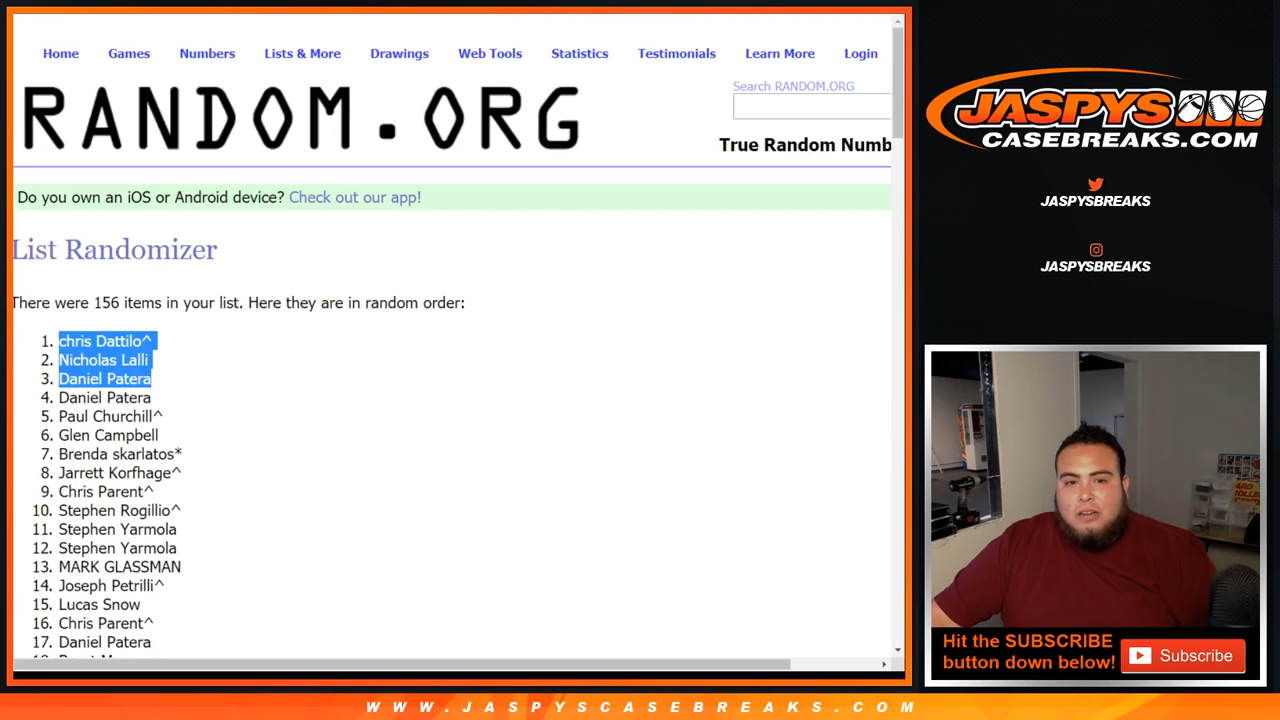 Home Games Numbers Lists & More Drawings Web Tools Statistics Testimonials Learn More Login
RANDOM.ORG
Search RANDOM.ORG
True Random Numb
Do you own an iOS or Android device? Check out our app!
List Randomizer
There were 156 items in your list. Here they are in random order:
1. chris Dattilo^
2. Nicholas Lalli
3. Daniel Patera
4. Daniel Patera
5. Paul Churchill^
6. Glen Campbell
7. Brenda skarlatos*
8. Jarrett Korfhage^
9. Chris Parent^
10. Stephen Rogillio^
11. Stephen Yarmola
12. Stephen Yarmola
13. MARK GLASSMAN
14. Joseph Petrilli^
15. Lucas Snow
16. Chris Parent^
17. Daniel Patera
JASPYS
CASEBREAKS.COM
JASPYSBREAKS
JASPYSBREAKS
Hit the SUBSCRIBE
button down below!
Subscribe
WWW.JASPYSCASEBREAKS.COM